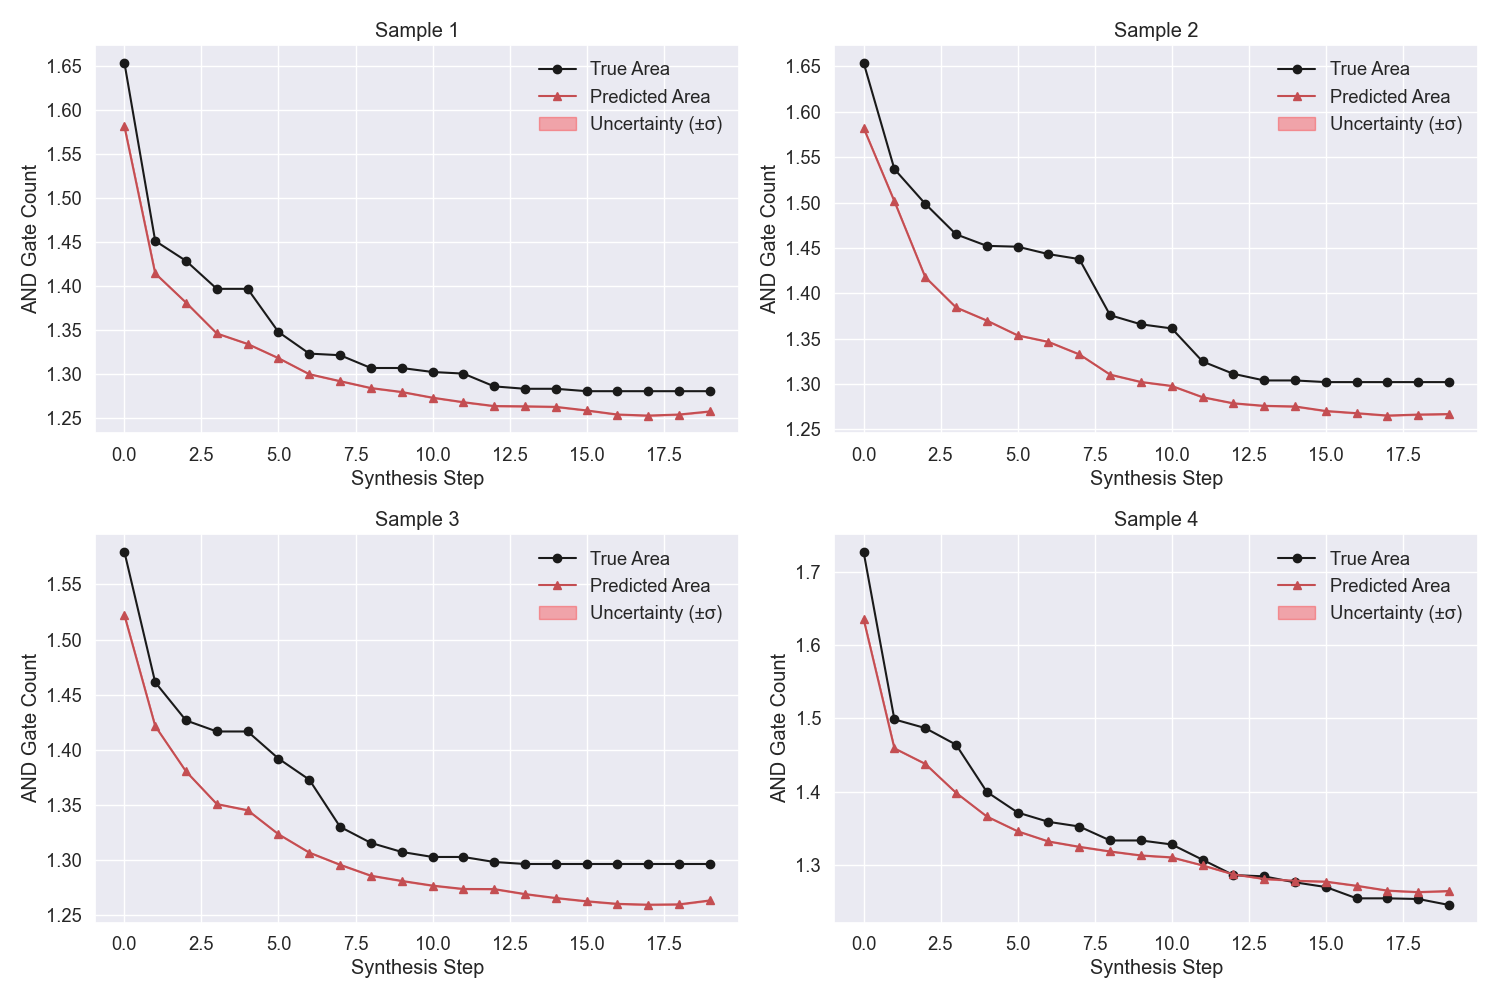 Sample 1
AND Gate Count
1.65
1.60
1.55
1.50
1.45
1.40
1.35
1.30
1.25
True Area
Predicted Area
Uncertainty (±σ)
0.0 2.5 5.0 7.5 10.0 12.5 15.0 17.5
Synthesis Step
Sample 2
AND Gate Count
1.65
1.60
1.55
1.50
1.45
1.40
1.35
1.30
1.25
True Area
Predicted Area
Uncertainty (±σ)
0.0 2.5 5.0 7.5 10.0 12.5 15.0 17.5
Synthesis Step
Sample 3
AND Gate Count
1.55
1.50
1.45
1.40
1.35
1.30
1.25
True Area
Predicted Area
Uncertainty (±σ)
0.0 2.5 5.0 7.5 10.0 12.5 15.0 17.5
Synthesis Step
Sample 4
AND Gate Count
1.7
1.6
1.5
1.4
1.3
True Area
Predicted Area
Uncertainty (±σ)
0.0 2.5 5.0 7.5 10.0 12.5 15.0 17.5
Synthesis Step